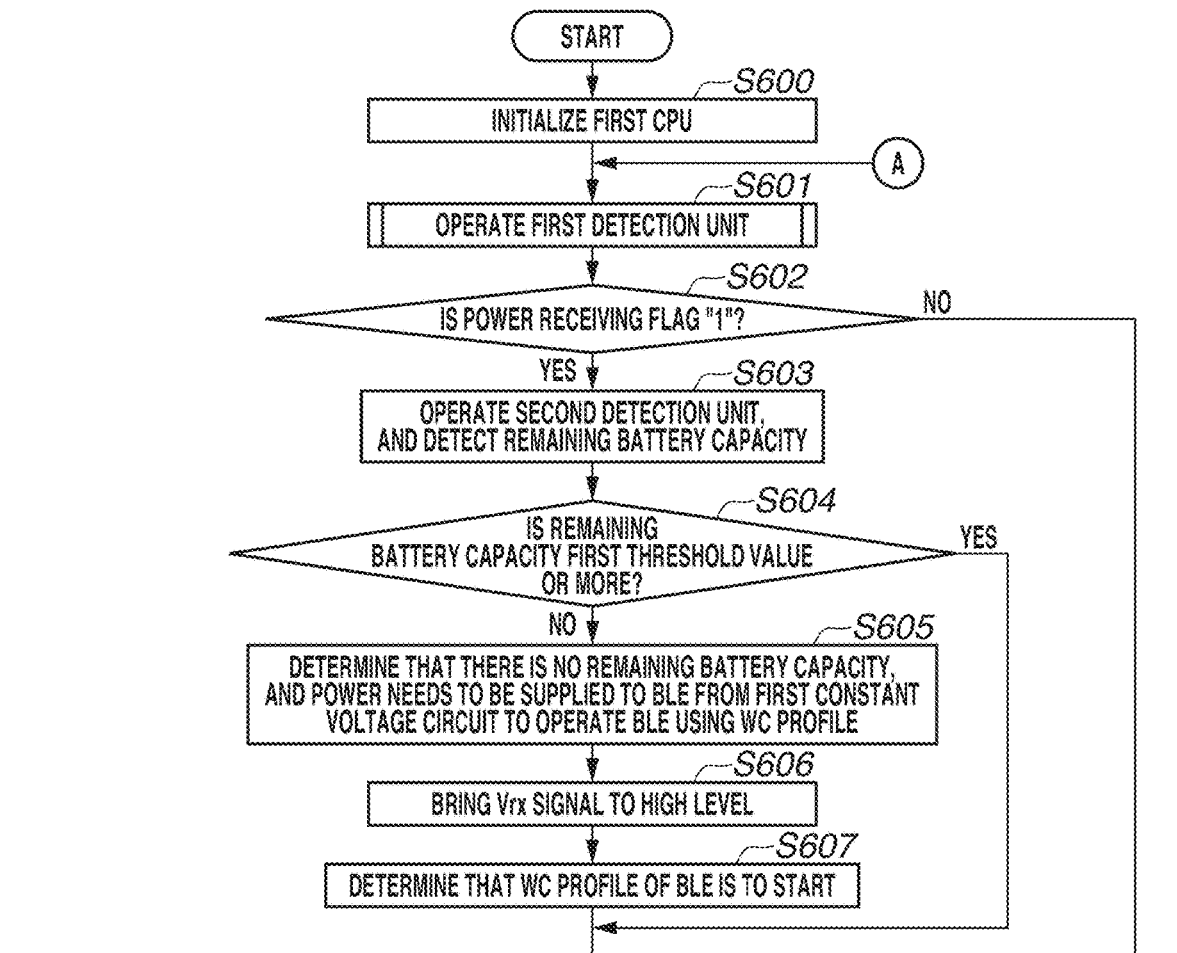 START
S600
INITIALIZE FIRST CPU
A
S601
OPERATE FIRST DETECTION UNIT
S602
IS POWER RECEIVING FLAG "1"?
NO
YES
S603
OPERATE SECOND DETECTION UNIT,
AND DETECT REMAINING BATTERY CAPACITY
S604
IS REMAINING
BATTERY CAPACITY FIRST THRESHOLD VALUE
OR MORE?
YES
NO
S605
DETERMINE THAT THERE IS NO REMAINING BATTERY CAPACITY,
AND POWER NEEDS TO BE SUPPLIED TO BLE FROM FIRST CONSTANT
VOLTAGE CIRCUIT TO OPERATE BLE USING WC PROFILE
S606
BRING Vrx SIGNAL TO HIGH LEVEL
S607
DETERMINE THAT WC PROFILE OF BLE IS TO START